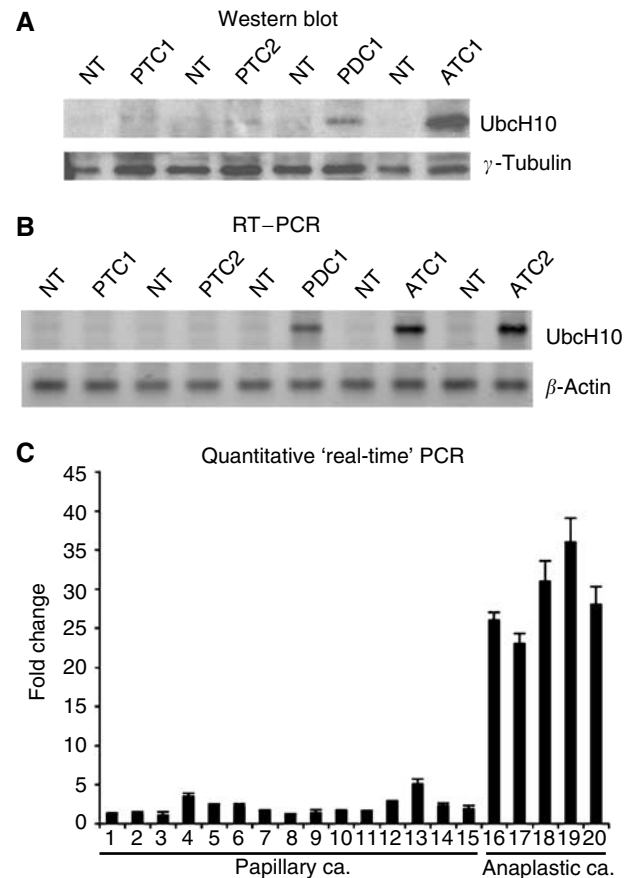 A
Western blot
NT PTC1 NT PTC2 NT PDC1 NT ATC1
UbcH10
γ-Tubulin
B
RT–PCR
NT PTC1 NT PTC2 NT PDC1 NT ATC1 NT ATC2
UbcH10
β-Actin
C
Quantitative ‘real-time’ PCR
45
40
35
30
25
20
15
10
5
0
Fold change
1 2 3 4 5 6 7 8 9 10 11 12 13 14 15 16 17 18 19 20
Papillary ca. Anaplastic ca.